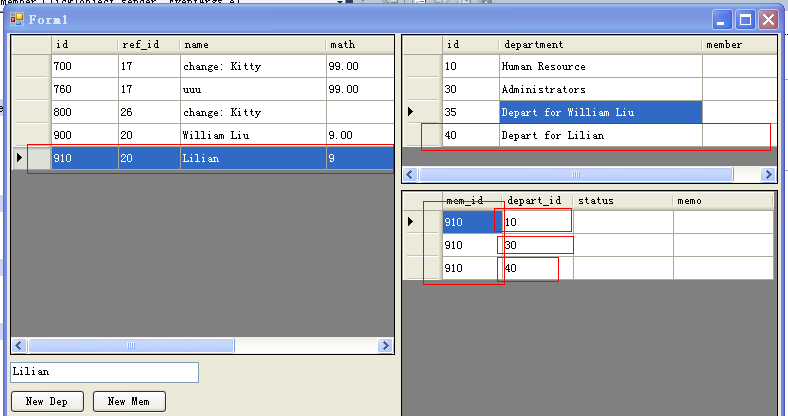 Form1
id ref_id name math
700 17 change: Kitty 99.00
760 17 uuu 99.00
800 26 change: Kitty
900 20 William Liu 9.00
910 20 Lilian 9
id department member
10 Human Resource
30 Administrators
35 Depart for William Liu
40 Depart for Lilian
mem_id depart_id status memo
910 10
910 30
910 40
Lilian
New Dep New Mem